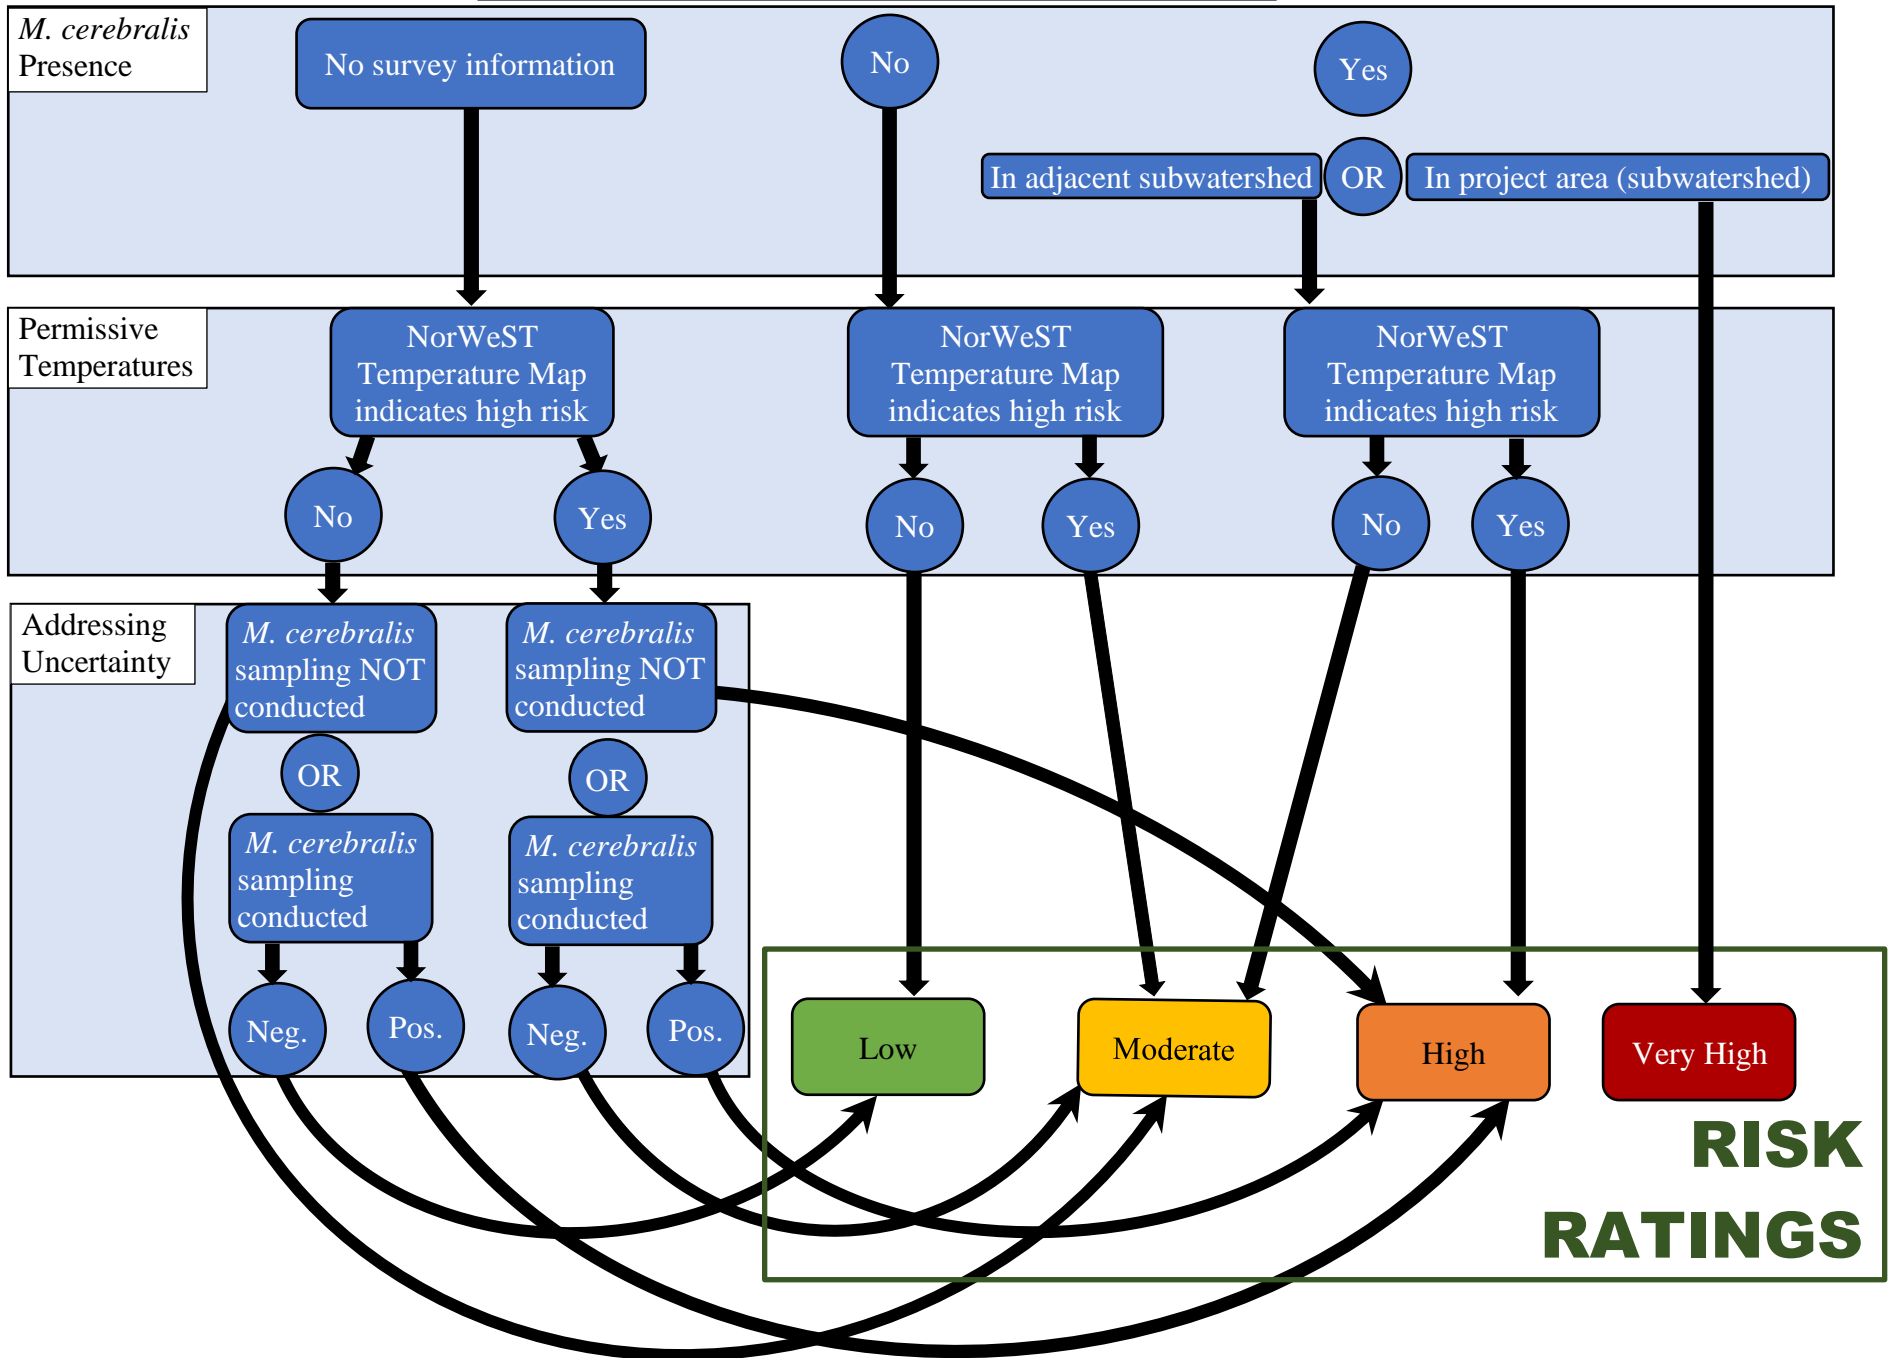 M. cerebralis
Presence
No survey information
No
Yes
In adjacent subwatershed
OR
In project area (subwatershed)
Permissive
Temperatures
NorWeST
Temperature Map
indicates high risk
NorWeST
Temperature Map
indicates high risk
NorWeST
Temperature Map
indicates high risk
No
Yes
No
Yes
No
Yes
Addressing
Uncertainty
M. cerebralis
sampling NOT
conducted
M. cerebralis
sampling NOT
conducted
OR
OR
M. cerebralis
sampling
conducted
M. cerebralis
sampling
conducted
Neg.
Pos.
Neg.
Pos.
Low
Moderate
High
Very High
RISK
RATINGS